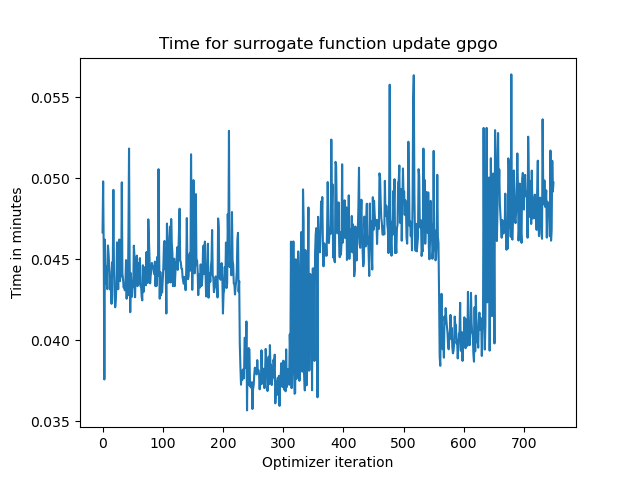 Time for surrogate function update gpgo
0.055
0.050
0.045
0.040
0.035
Time in minutes
0 100 200 300 400 500 600 700
Optimizer iteration